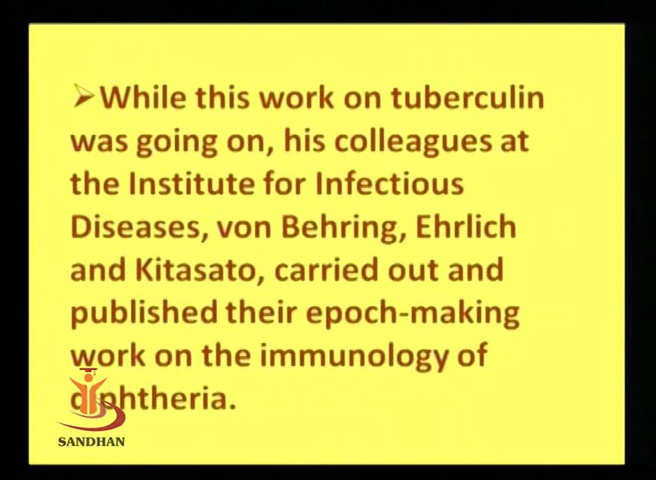 ➢While this work on tuberculin
was going on, his colleagues at
the Institute for Infectious
Diseases, von Behring, Ehrlich
and Kitasato, carried out and
published their epoch-making
work on the immunology of
diphtheria.
SANDHAN